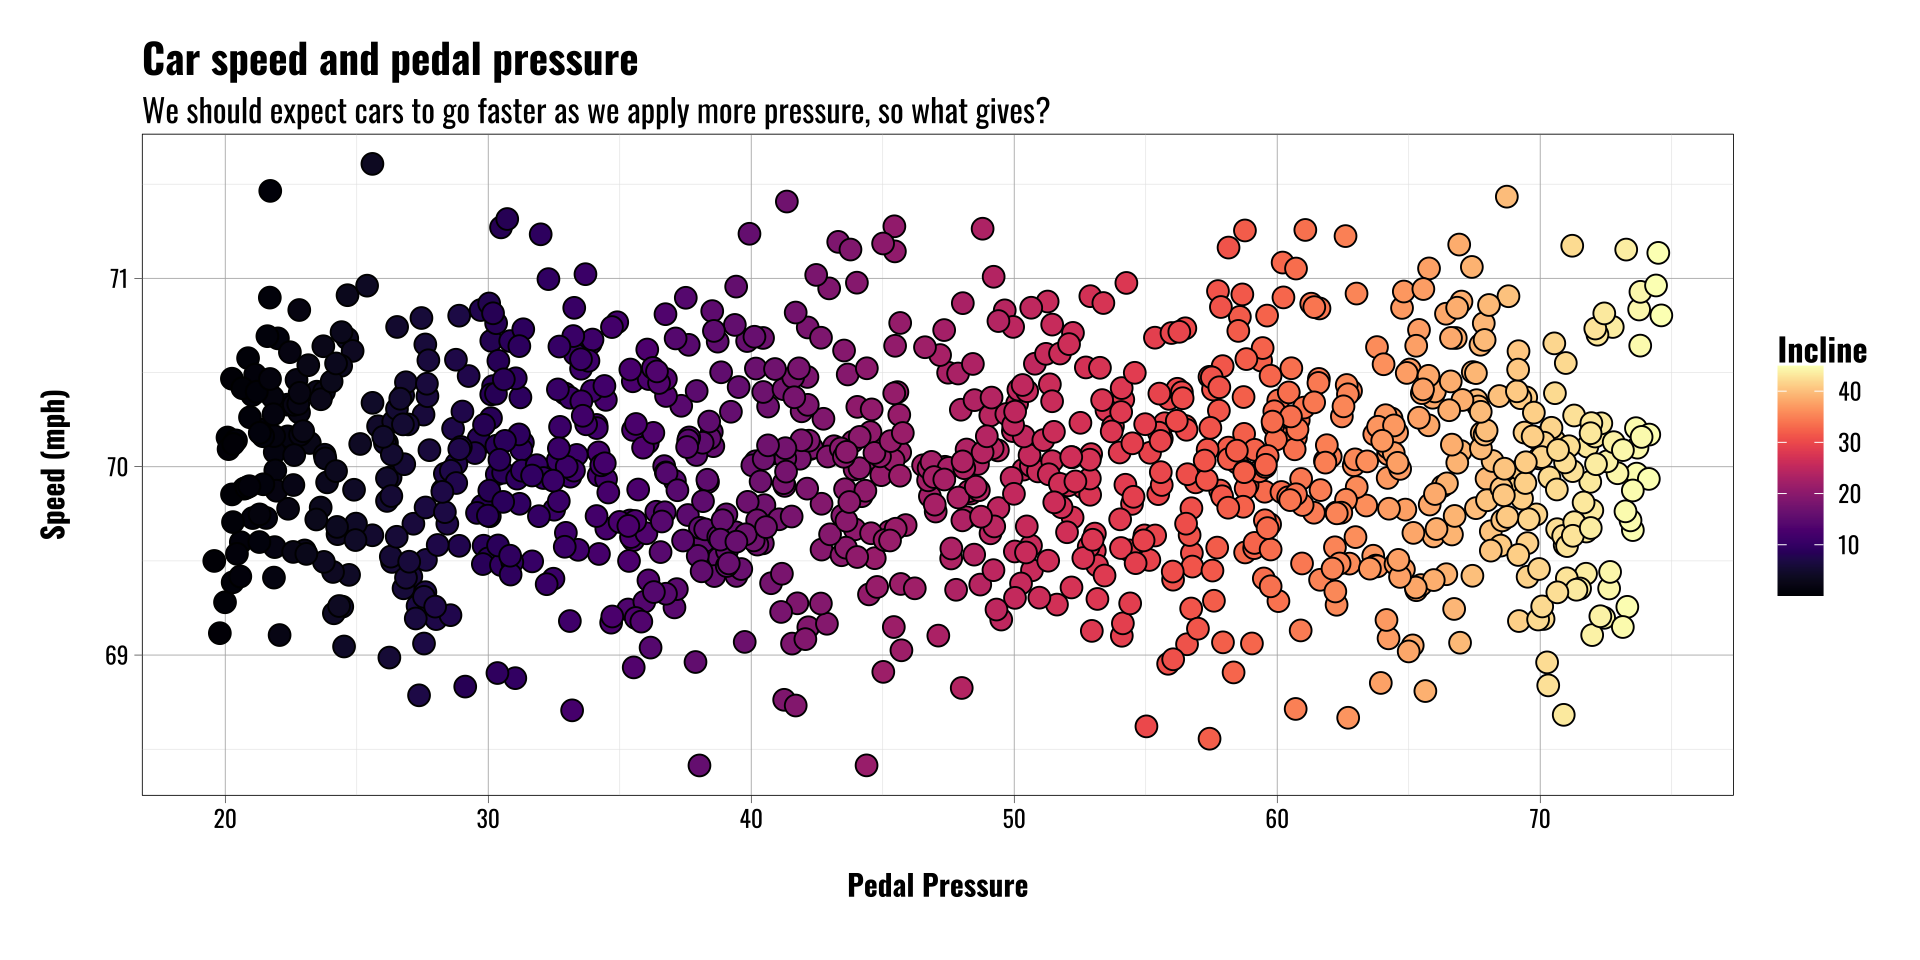 Car speed and pedal pressure
We should expect cars to go faster as we apply more pressure, so what gives?
Speed (mph)
71
70
69
20 30 40 50 60 70
Pedal Pressure
Incline
40
30
20
10